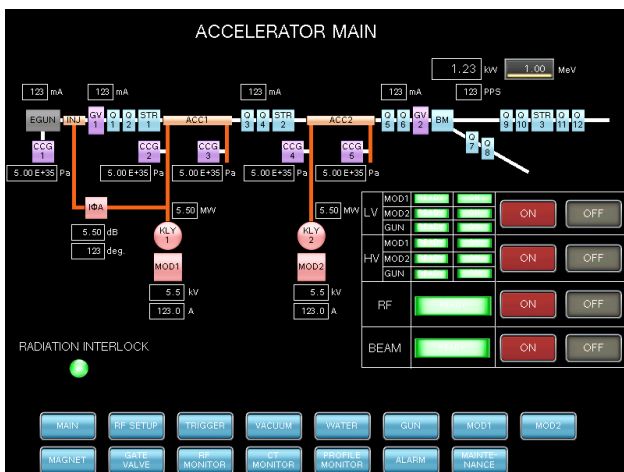 ACCELERATOR MAIN
1.23 kW 1.00 MeV
123 mA 123 mA 123 mA 123 mA 123 PPS
EGUN INJ GV 1 Q 1 Q 2 STR 1 ACC1 Q 3 Q 4 STR 2 ACC2 Q 5 Q 6 GV 2 BM Q 9 Q 10 STR 3 Q 11 Q 12
Q 7 Q 8
CCG 1 CCG 2 CCG 3 CCG 4 CCG 5
5.00 E+35 Pa 5.00 E+35 5.00 E+35 Pa 5.00 E+35 5.00 E+35 Pa
IΦA 5.50 MW 5.50 MW
5.50 dB KLY 1 KLY 2
123 deg.
MOD1 MOD2
5.5 kV 5.5 kV
123.0 A 123.0 A
LV MOD1 ON OFF
MOD2
GUN
HV MOD1 ON OFF
MOD2
GUN
RF ON OFF
BEAM ON OFF
RADIATION INTERLOCK
MAIN RF SETUP TRIGGER VACUUM WATER GUN MOD1 MOD2
MAGNET GATE VALVE RF MONITOR CT MONITOR PROFILE MONITOR ALARM MAINTE-NANCE